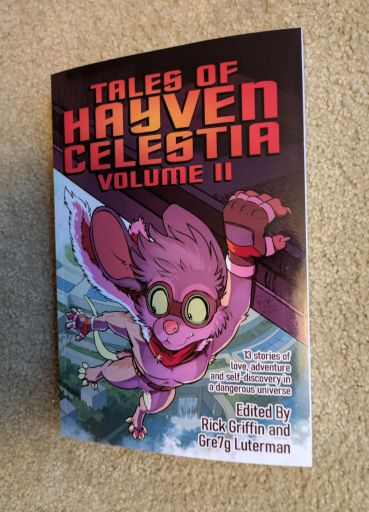 TALES OF
HAYVEN
CELESTIA
VOLUME II
13 stories of
love, adventure
and self-discovery in
a dangerous universe
Edited By
Rick Griffin and
Gre7g Luterman